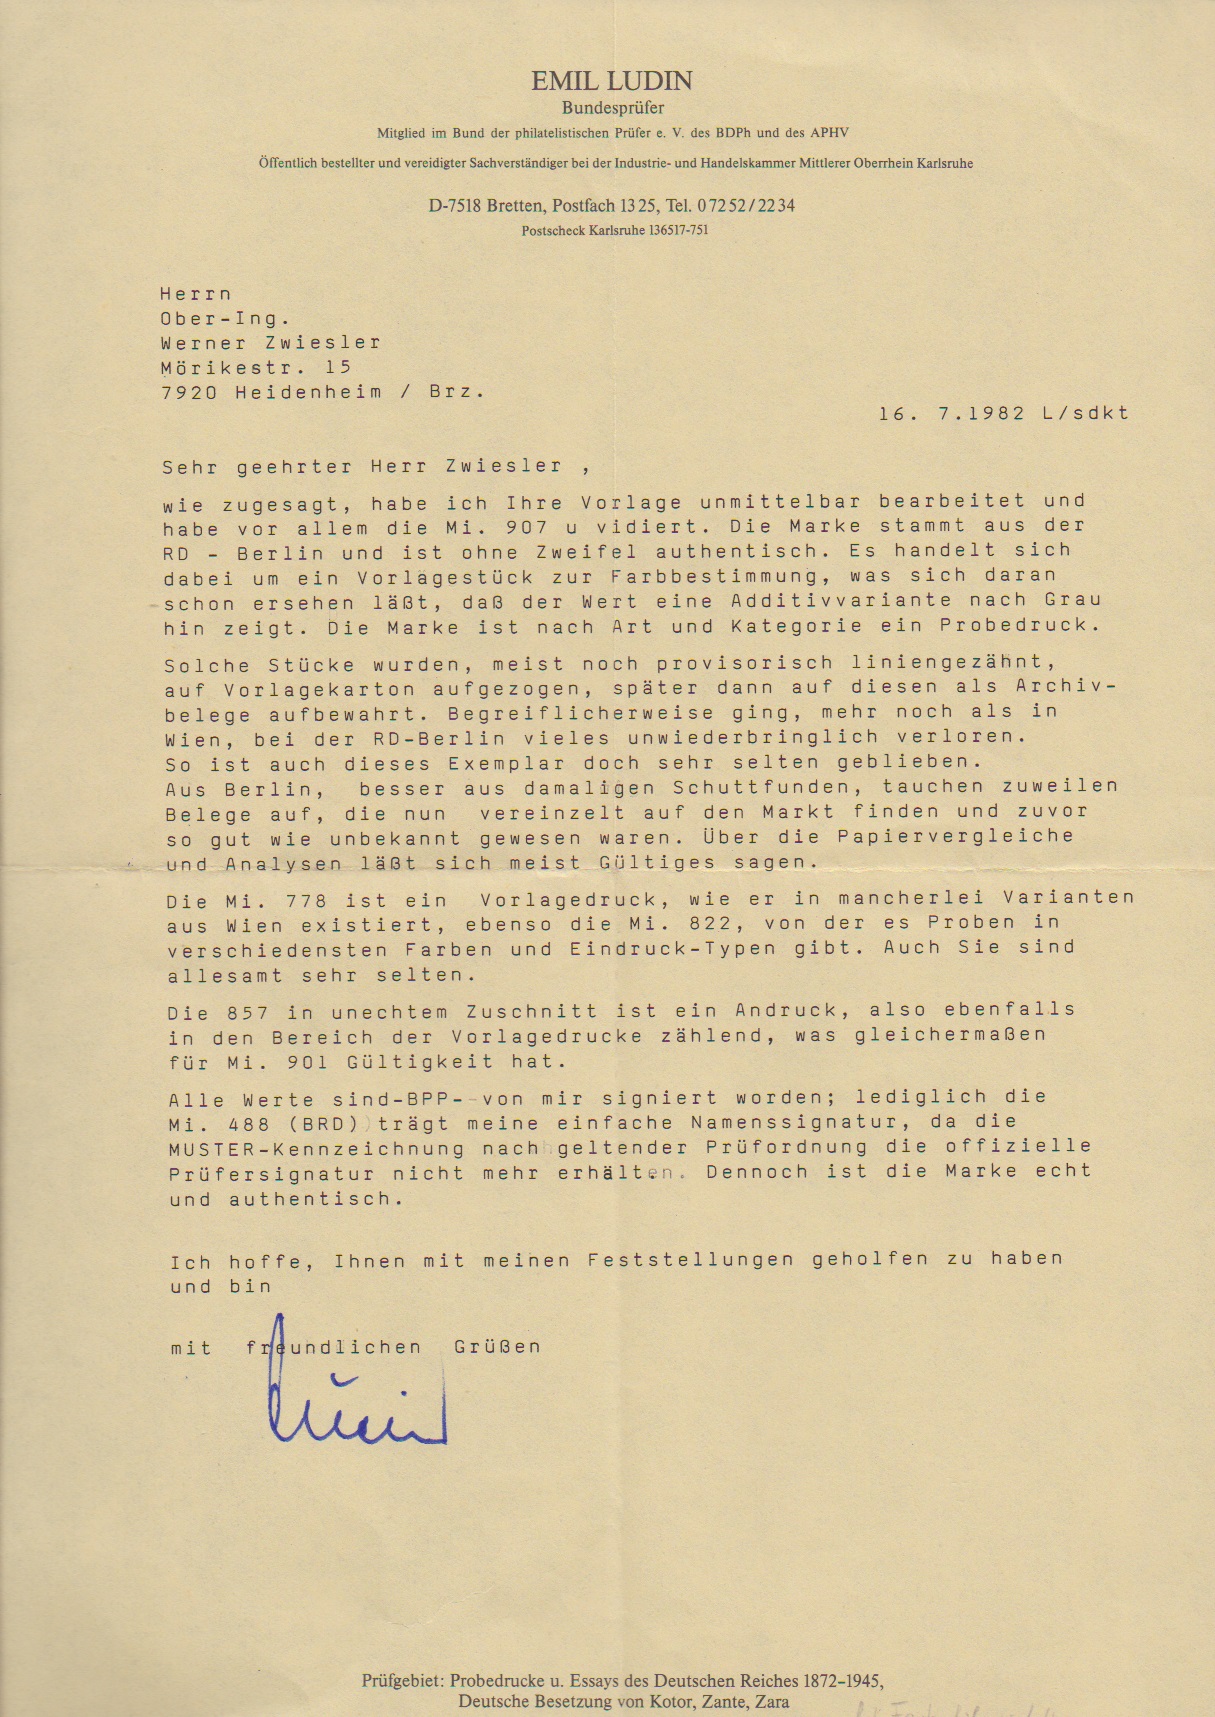 EMIL LUDIN
Bundesprüfer
Mitglied im Bund der philatelistischen Prüfer e. V. des BDPh und des APHV
Öffentlich bestellter und vereidigter Sachverständiger bei der Industrie- und Handelskammer Mittlerer Oberrhein Karlsruhe
D-7518 Bretten, Postfach 1325, Tel. 07252/2234
Postscheck Karlsruhe 136517-751
Herrn
Ober-Ing.
Werner Zwiesler
Mörikestr. 15
7920 Heidenheim / Brz.
16. 7.1982 L/sdkt
Sehr geehrter Herr Zwiesler ,
wie zugesagt, habe ich Ihre Vorlage unmittelbar bearbeitet und
habe vor allem die Mi. 907 u vidiert. Die Marke stammt aus der
RD - Berlin und ist ohne Zweifel authentisch. Es handelt sich
dabei um ein Vorlagestück zur Farbbestimmung, was sich daran
schon ersehen läßt, daß der Wert eine Additivvariante nach Grau
hin zeigt. Die Marke ist nach Art und Kategorie ein Probedruck.
Solche Stücke wurden, meist noch provisorisch liniengezähnt,
auf Vorlagekarton aufgezogen, später dann auf diesen als Archiv-
belege aufbewahrt. Begreiflicherweise ging, mehr noch als in
Wien, bei der RD-Berlin vieles unwiederbringlich verloren.
So ist auch dieses Exemplar doch sehr selten geblieben.
Aus Berlin, besser aus damaligen Schuttfunden, tauchen zuweilen
Belege auf, die nun vereinzelt auf den Markt finden und zuvor
so gut wie unbekannt gewesen waren. Über die Papiervergleiche
und Analysen läßt sich meist Gültiges sagen.
Die Mi. 778 ist ein Vorlagedruck, wie er in mancherlei Varianten
aus Wien existiert, ebenso die Mi. 822, von der es Proben in
verschiedensten Farben und Eindruck-Typen gibt. Auch Sie sind
allesamt sehr selten.
Die 857 in unechtem Zuschnitt ist ein Andruck, also ebenfalls
in den Bereich der Vorlagedrucke zählend, was gleichermaßen
für Mi. 901 Gültigkeit hat.
Alle Werte sind-BPP--von mir signiert worden; lediglich die
Mi. 488 (BRD) trägt meine einfache Namenssignatur, da die
MUSTER-Kennzeichnung nach geltender Prüfordnung die offizielle
Prüfersignatur nicht mehr erhälten. Dennoch ist die Marke echt
und authentisch.
Ich hoffe, Ihnen mit meinen Feststellungen geholfen zu haben
und bin
mit freundlichen Grüßen
Ludin
Prüfgebiet: Probedrucke u. Essays des Deutschen Reiches 1872–1945,
Deutsche Besetzung von Kotor, Zante, Zara